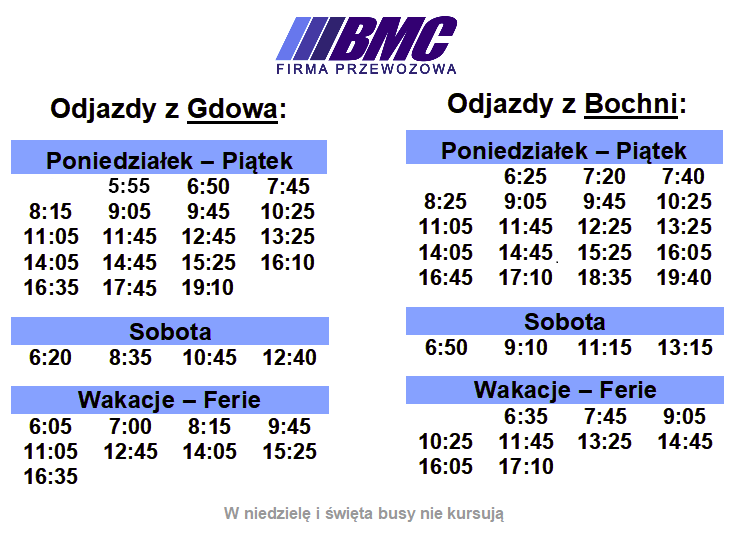 BMC
FIRMA PRZEWOZOWA
Odjazdy z Gdowa:
Poniedziałek – Piątek
5:55 6:50 7:45
8:15 9:05 9:45 10:25
11:05 11:45 12:45 13:25
14:05 14:45 15:25 16:10
16:35 17:45 19:10
Sobota
6:20 8:35 10:45 12:40
Wakacje – Ferie
6:05 7:00 8:15 9:45
11:05 12:45 14:05 15:25
16:35
Odjazdy z Bochni:
Poniedziałek – Piątek
6:25 7:20 7:40
8:25 9:05 9:45 10:25
11:05 11:45 12:25 13:25
14:05 14:45 15:25 16:05
16:45 17:10 18:35 19:40
Sobota
6:50 9:10 11:15 13:15
Wakacje – Ferie
6:35 7:45 9:05
10:25 11:45 13:25 14:45
16:05 17:10
W niedzielę i święta busy nie kursują